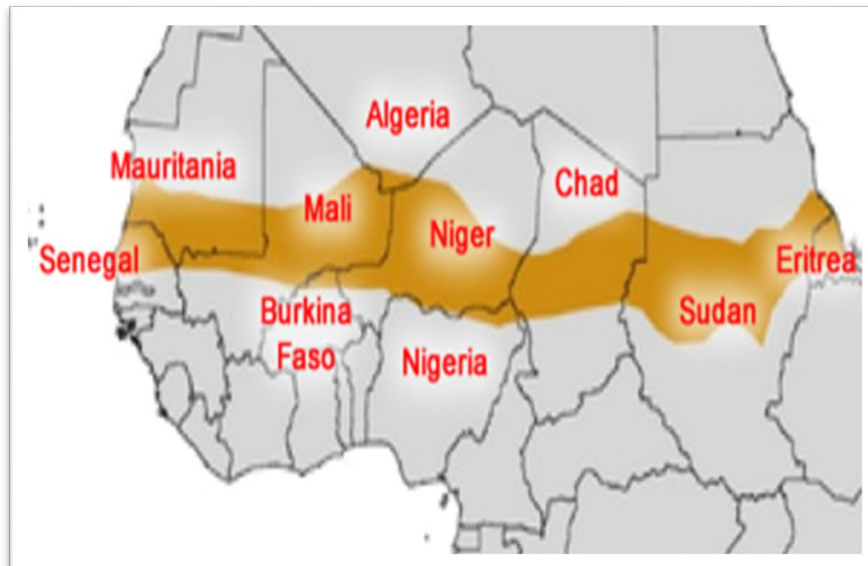 Algeria
Mauritania
Chad
Mali
Niger
Senegal
Eritrea
Burkina
Faso
Sudan
Nigeria